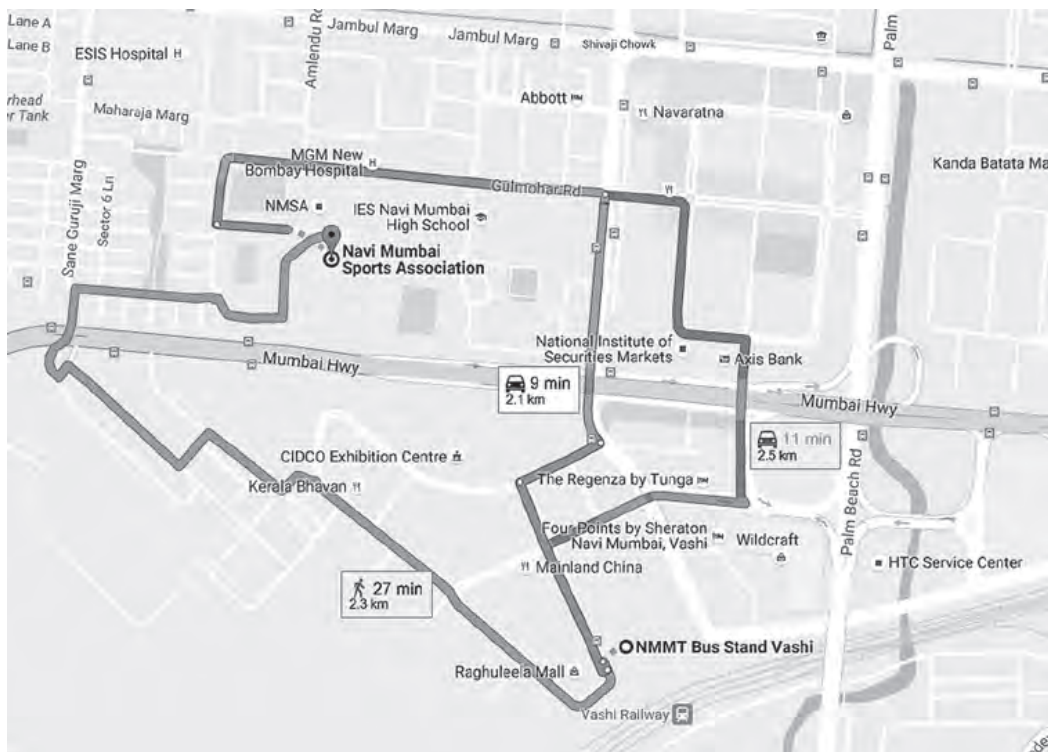 Lane A
Lane B
Jambul Marg
Jambul Marg
Shivaji Chowk
Palm
ESIS Hospital H
Amlendu Rd
Abbott
Navaratna
rhead
er Tank
Maharaja Marg
Kanda Batata Ma
MGM New
Bombay Hospital H
Gulmohar Rd
NMSA
IES Navi Mumbai
High School
Sane Guruji Marg
Sector 6 Ln
Navi Mumbai
Sports Association
National Institute of
Securities Markets
Axis Bank
Mumbai Hwy
9 min
2.1 km
Mumbai Hwy
11 min
2.5 km
CIDCO Exhibition Centre
Kerala Bhavan
The Regenza by Tunga
Palm Beach Rd
Four Points by Sheraton
Navi Mumbai, Vashi
Wildcraft
Mainland China
HTC Service Center
27 min
2.3 km
NMMT Bus Stand Vashi
Raghuleela Mall
Vashi Railway